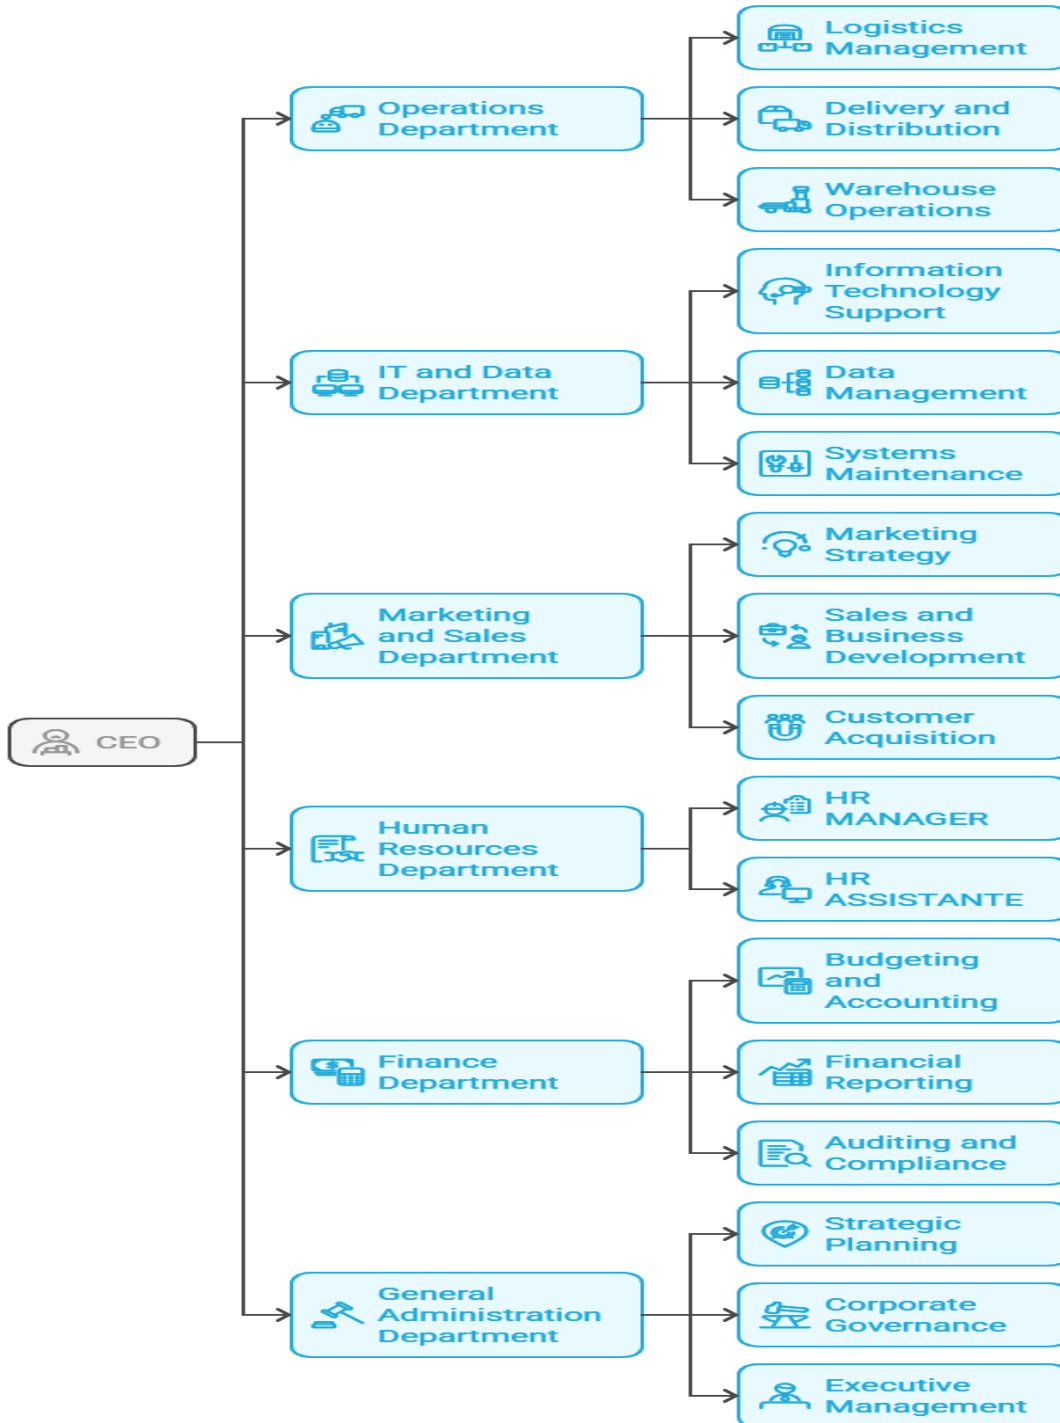 CEO
Operations
Department
Logistics
Management
Delivery and
Distribution
Warehouse
Operations
IT and Data
Department
Information
Technology
Support
Data
Management
Systems
Maintenance
Marketing
and Sales
Department
Marketing
Strategy
Sales and
Business
Development
Customer
Acquisition
Human
Resources
Department
HR
MANAGER
HR
ASSISTANTE
Finance
Department
Budgeting
and
Accounting
Financial
Reporting
Auditing and
Compliance
General
Administration
Department
Strategic
Planning
Corporate
Governance
Executive
Management